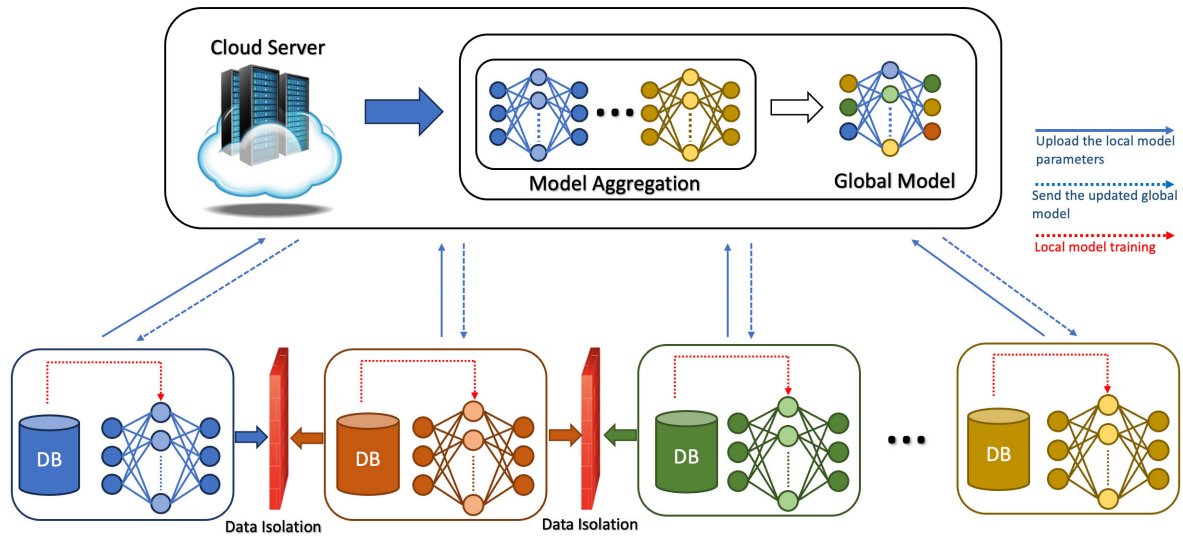 Cloud Server
Model Aggregation
Global Model
Upload the local model
parameters
Send the updated global
model
Local model training
DB
DB
DB
DB
Data Isolation
Data Isolation